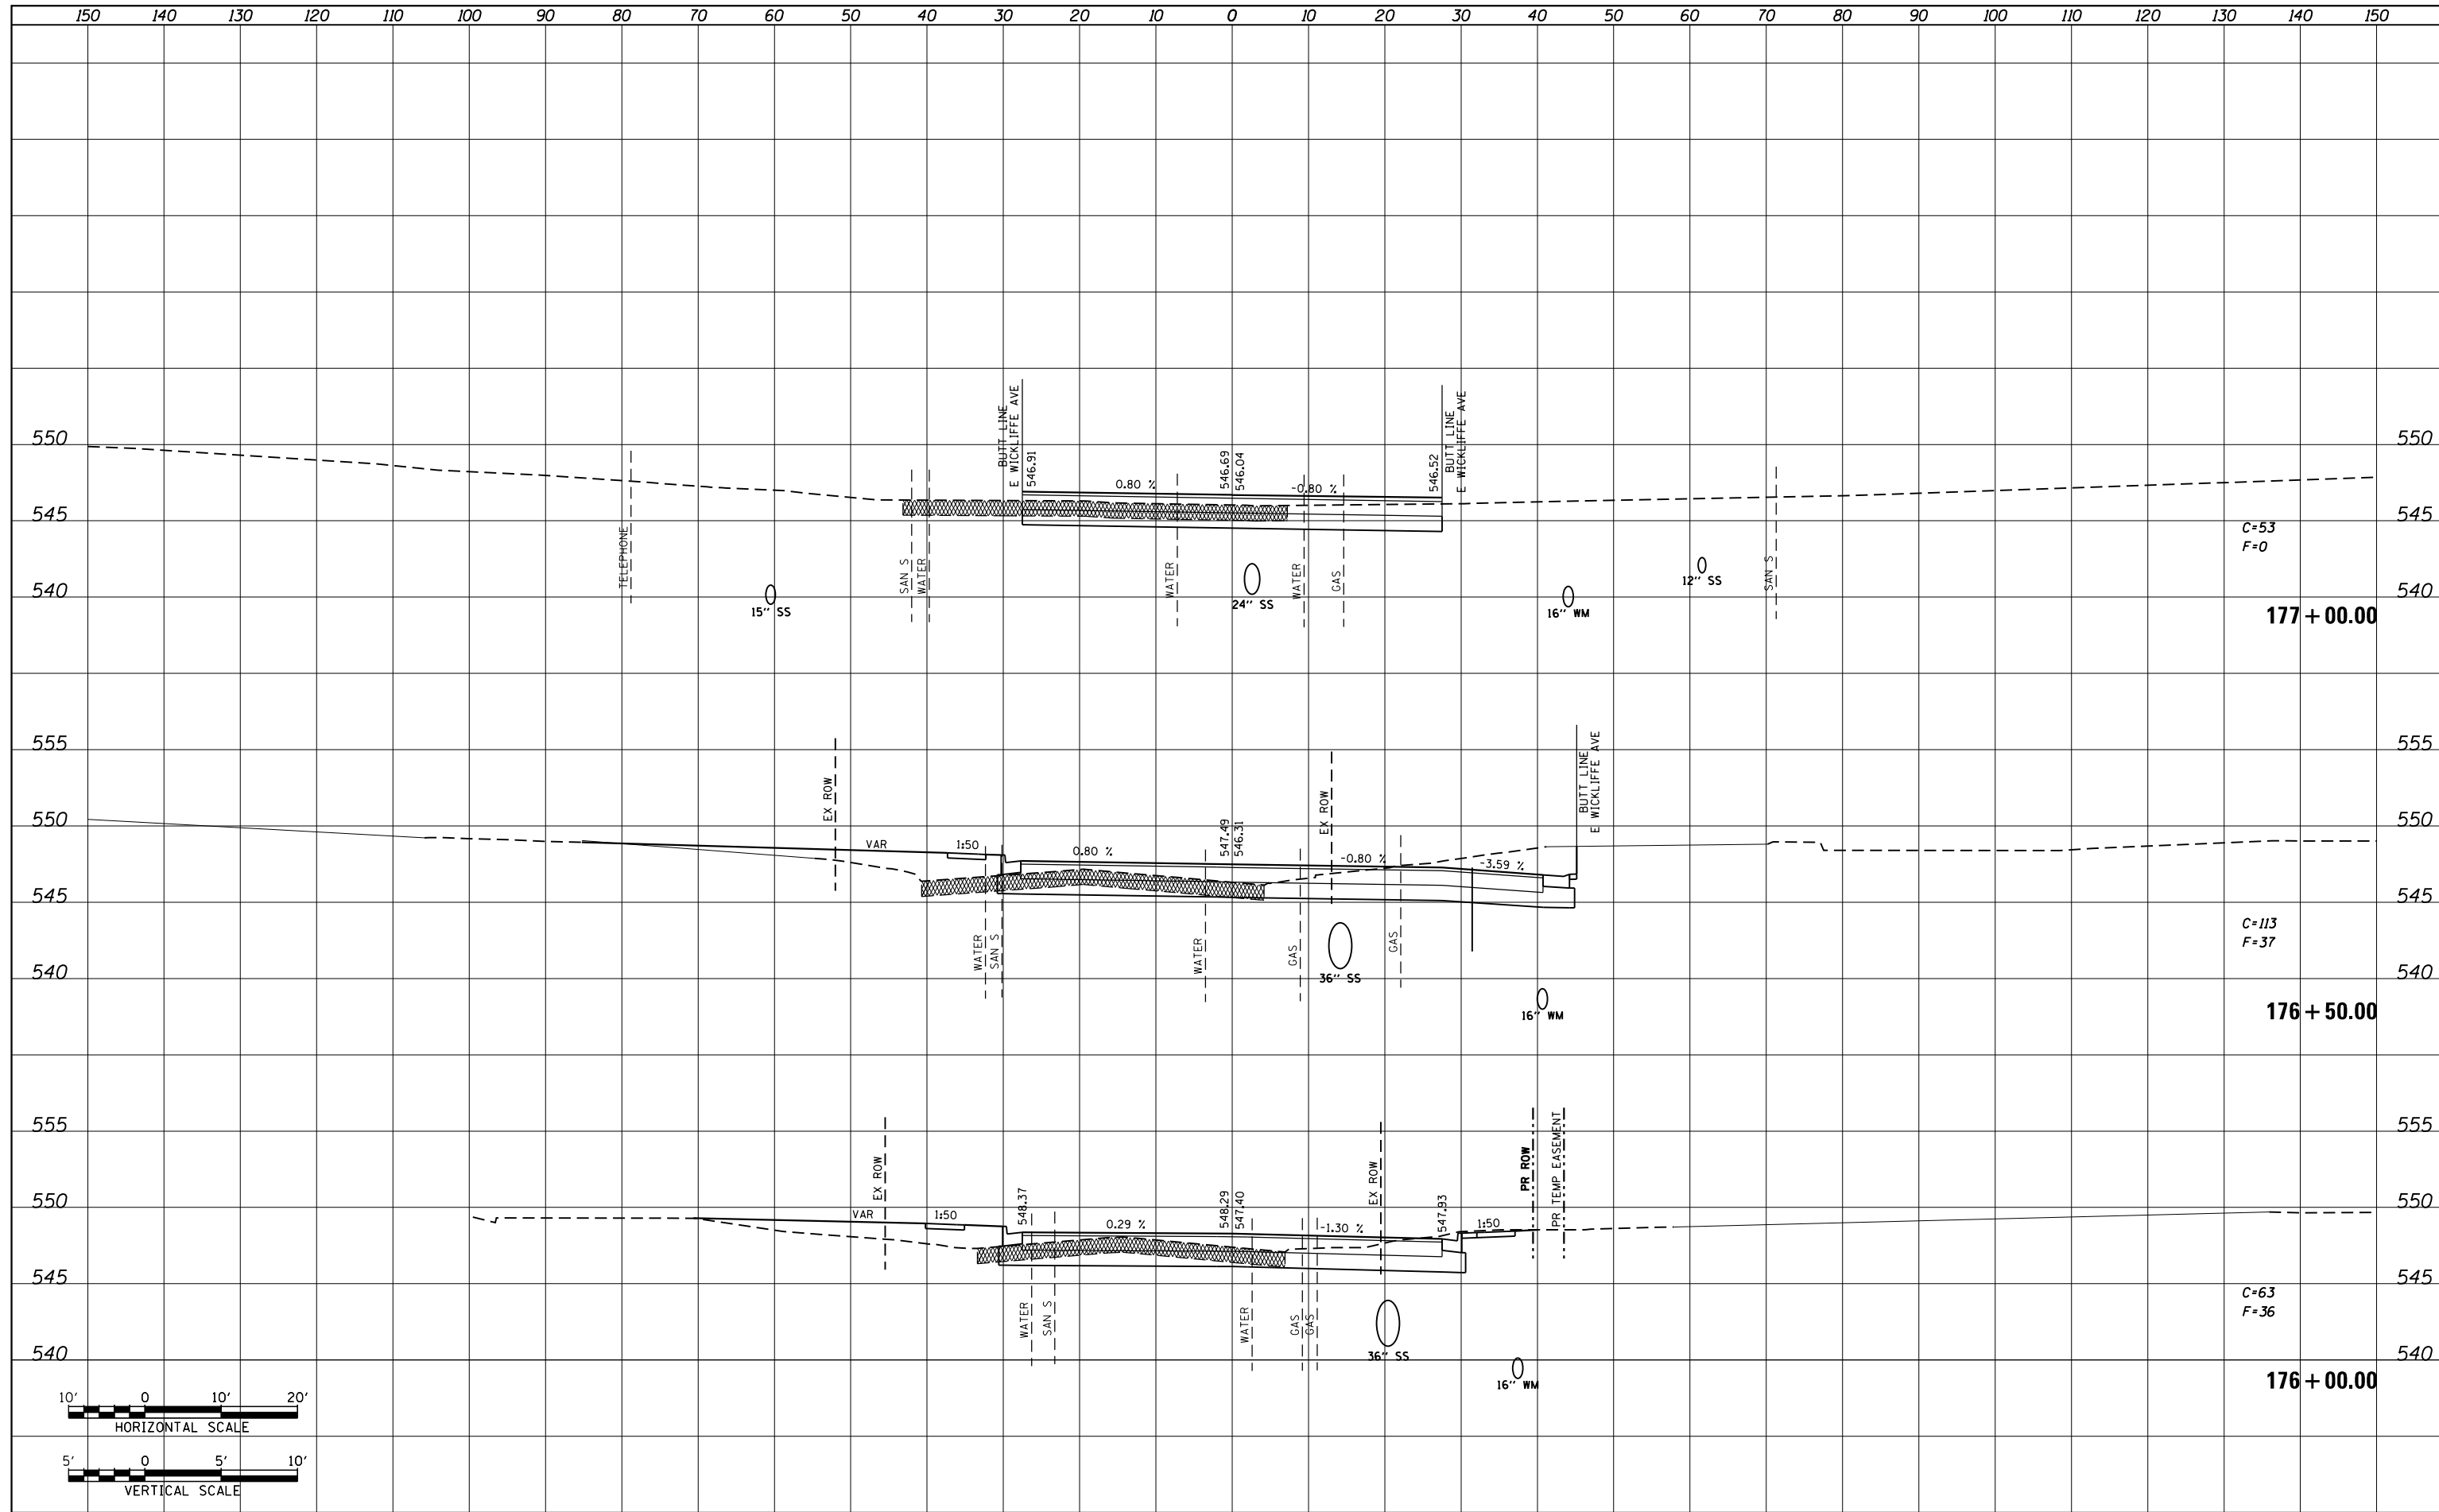 150 140 130 120 110 100 90 80 70 60 50 40 30 20 10 0 10 20 30 40 50 60 70 80 90 100 110 120 130 140 150
BUTT LINE
E WICKLIFFE AVE
BUTT LINE
E WICKLIFFE AVE
550 550
546.91
0.80 %
546.69
546.04
-0.80 %
546.52
545 545
C=53
F=0
TELEPHONE
SAN S
WATER
WATER
WATER
GAS
SAN S
540 540
15" SS
24" SS
16" WM
12" SS
177+00.00
555 555
EX ROW
EX ROW
BUTT LINE
E WICKLIFFE AVE
550 550
VAR
1:50
0.80 %
547.49
546.31
-0.80 %
-3.59 %
545 545
C=113
F=37
WATER
SAN S
WATER
GAS
GAS
540 540
36" SS
16" WM
176+50.00
555 555
EX ROW
EX ROW
PR ROW
PR TEMP EASEMENT
550 550
VAR
1:50
548.37
0.29 %
548.29
547.40
-1.30 %
547.93
1:50
545 545
C=63
F=36
WATER
SAN S
WATER
GAS
GAS
540 540
36" SS
16" WM
176+00.00
10' 0 10' 20'
HORIZONTAL SCALE
5' 0 5' 10'
VERTICAL SCALE